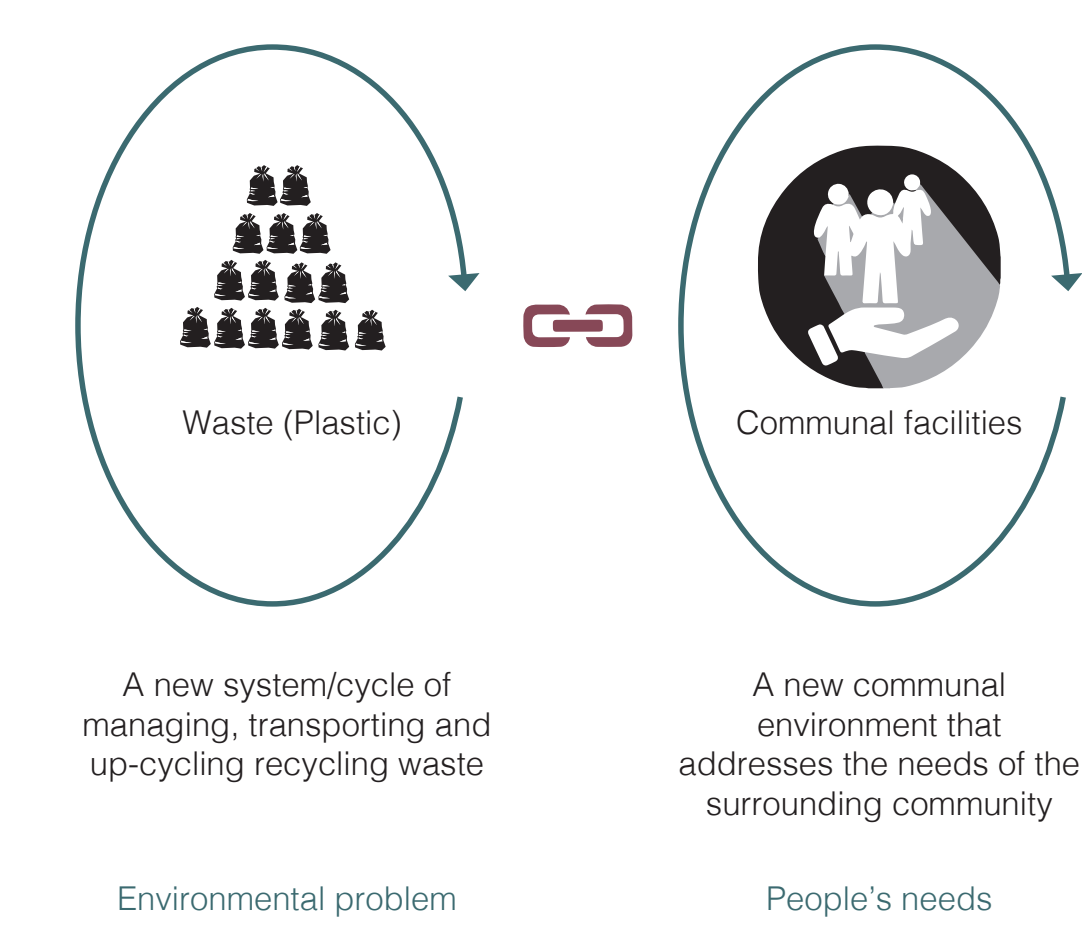 Waste (Plastic)
Communal facilities
A new system/cycle of
managing, transporting and
up-cycling recycling waste
A new communal
environment that
addresses the needs of the
surrounding community
Environmental problem
People’s needs